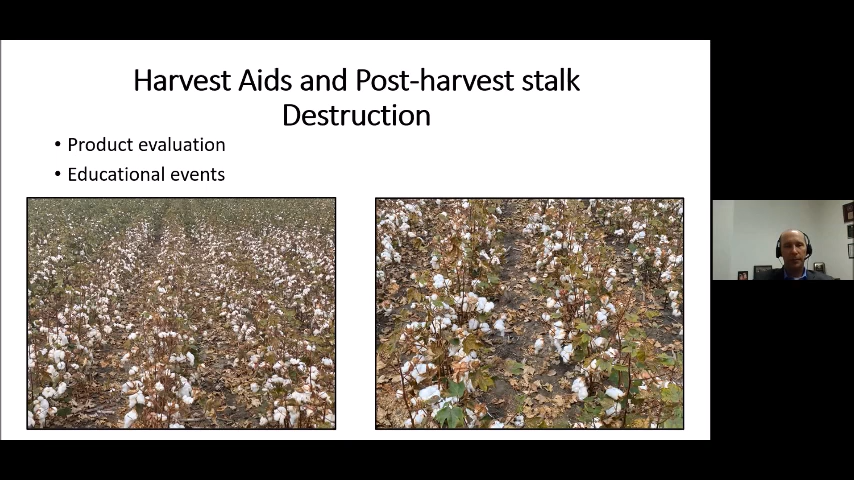 Harvest Aids and Post-harvest stalk
Destruction
• Product evaluation
• Educational events